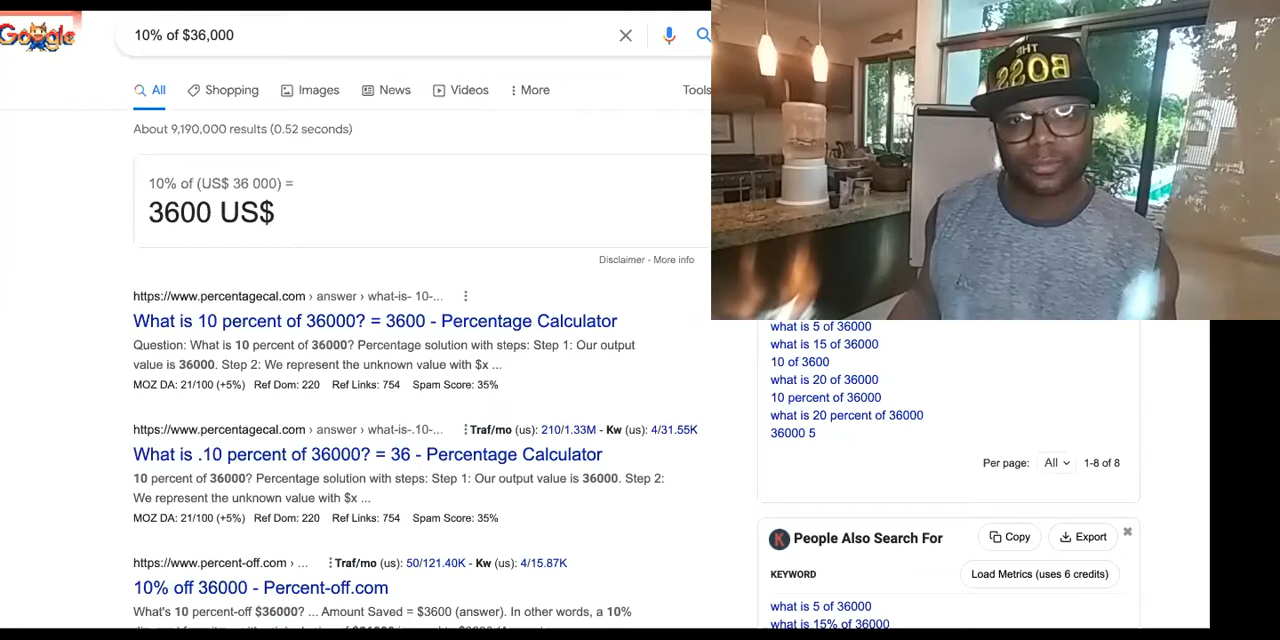 Google
10% of $36,000
All
Shopping
Images
News
Videos
More
Tools
About 9,190,000 results (0.52 seconds)
10% of (US$ 36 000) =
3600 US$
Disclaimer - More info
https://www.percentagecal.com › answer › what-is- 10-...
What is 10 percent of 36000? = 3600 - Percentage Calculator
Question: What is 10 percent of 36000? Percentage solution with steps: Step 1: Our output
value is 36000. Step 2: We represent the unknown value with $x ...
MOZ DA: 21/100 (+5%) Ref Dom: 220 Ref Links: 754 Spam Score: 35%
https://www.percentagecal.com › answer › what-is-.10-... Traf/mo (us): 210/1.33M - Kw (us): 4/31.55K
What is .10 percent of 36000? = 36 - Percentage Calculator
10 percent of 36000? Percentage solution with steps: Step 1: Our output value is 36000. Step 2:
We represent the unknown value with $x ...
MOZ DA: 21/100 (+5%) Ref Dom: 220 Ref Links: 754 Spam Score: 35%
https://www.percent-off.com › ... Traf/mo (us): 50/121.40K - Kw (us): 4/15.87K
10% off 36000 - Percent-off.com
What's 10 percent-off $36000? ... Amount Saved = $3600 (answer). In other words, a 10%
THE
BOSS
what is 5 of 36000
what is 15 of 36000
10 of 3600
what is 20 of 36000
10 percent of 36000
what is 20 percent of 36000
36000 5
Per page: All 1-8 of 8
K People Also Search For
Copy
Export
KEYWORD
Load Metrics (uses 6 credits)
what is 5 of 36000
what is 15% of 36000